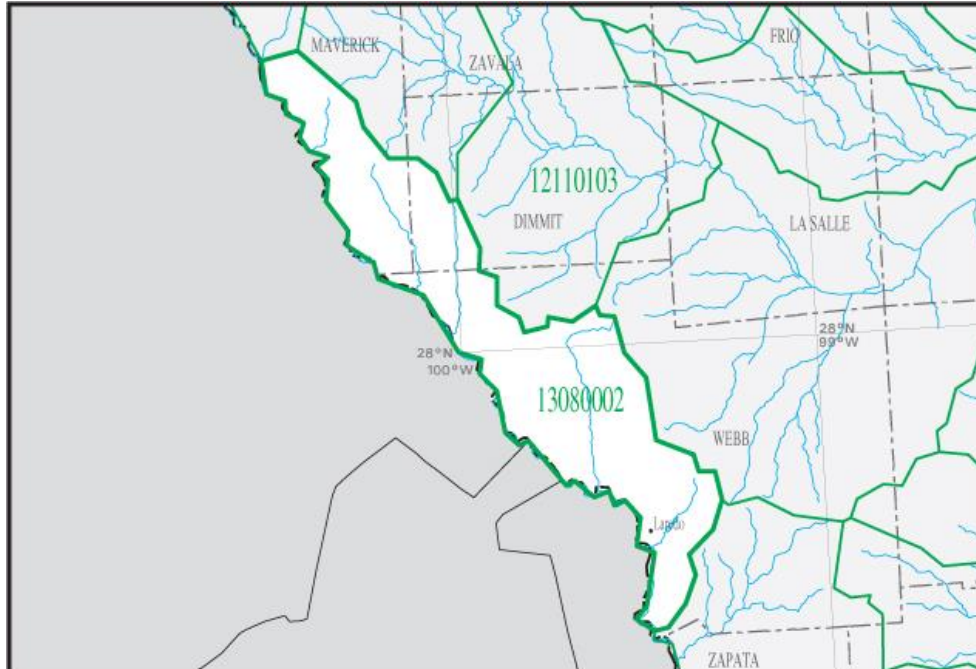 FRIO
MAVERICK
ZAVALA
12110103
DIMMIT
LA SALLE
28°N
99°W
28°N
100°W
13080002
WEBB
Laredo
ZAPATA